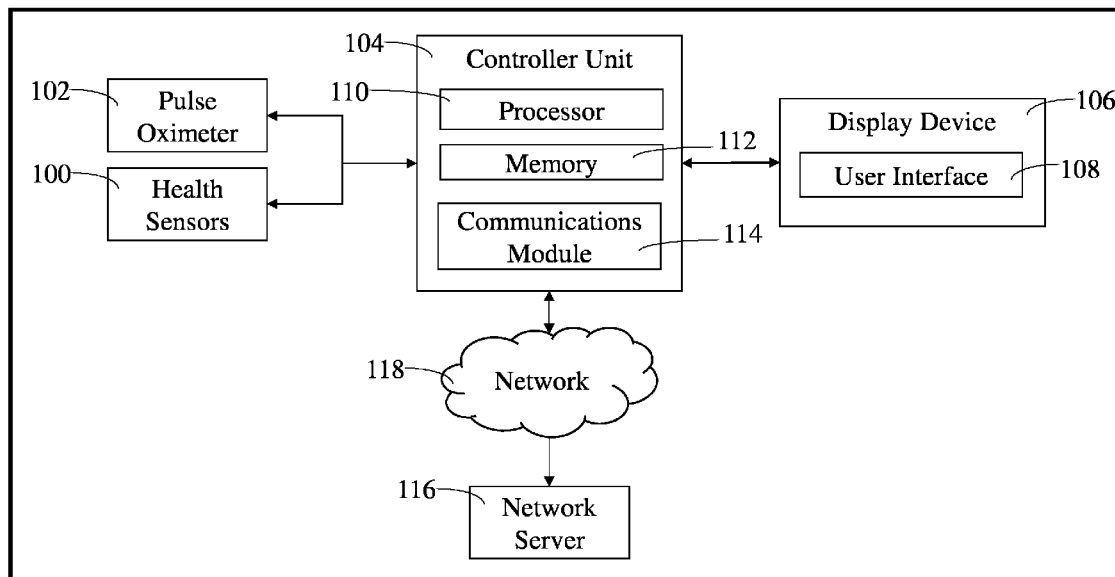 104
Controller Unit
102
Pulse
Oximeter
110
Processor
106
Display Device
112
Memory
100
Health
Sensors
User Interface
108
Communications
Module
114
118
Network
116
Network
Server